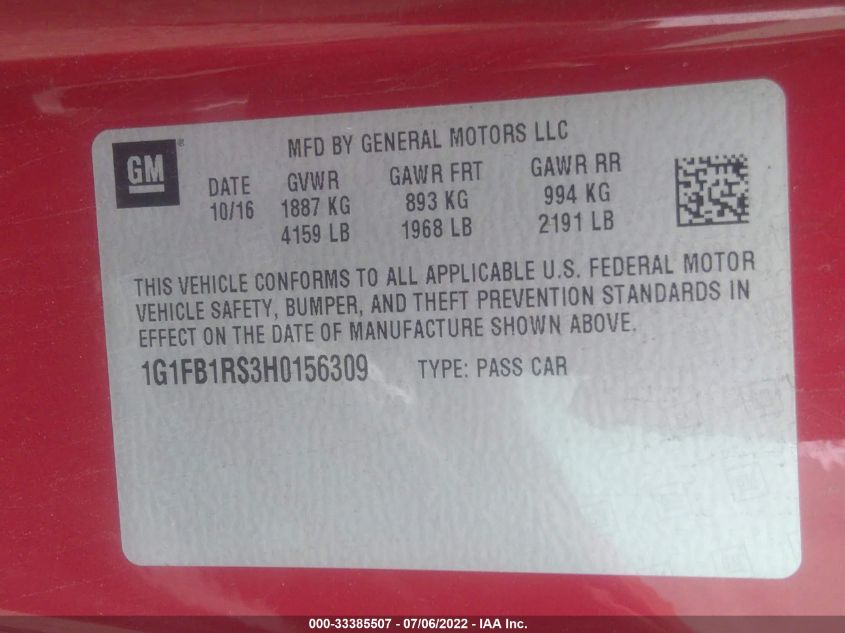 GM®
MFD BY GENERAL MOTORS LLC
DATE GVWR GAWR FRT GAWR RR
10/16 1887 KG 893 KG 994 KG
4159 LB 1968 LB 2191 LB
THIS VEHICLE CONFORMS TO ALL APPLICABLE U.S. FEDERAL MOTOR
VEHICLE SAFETY, BUMPER, AND THEFT PREVENTION STANDARDS IN
EFFECT ON THE DATE OF MANUFACTURE SHOWN ABOVE.
1G1FB1RS3H0156309 TYPE: PASS CAR
000-33385507 - 07/06/2022 - IAA Inc.